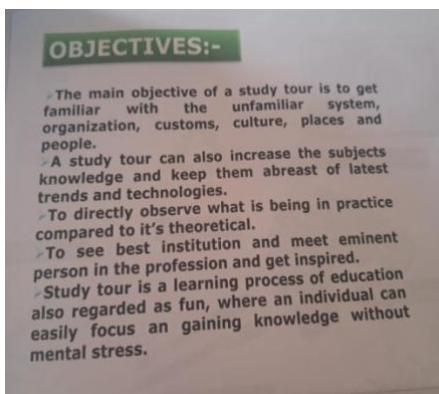 OBJECTIVES:-
➢The main objective of a study tour is to get
familiar with the unfamiliar system,
organization, customs, culture, places and
people.
➢A study tour can also increase the subjects
knowledge and keep them abreast of latest
trends and technologies.
➢To directly observe what is being in practice
compared to it's theoretical.
➢To see best institution and meet eminent
person in the profession and get inspired.
➢Study tour is a learning process of education
also regarded as fun, where an individual can
easily focus an gaining knowledge without
mental stress.